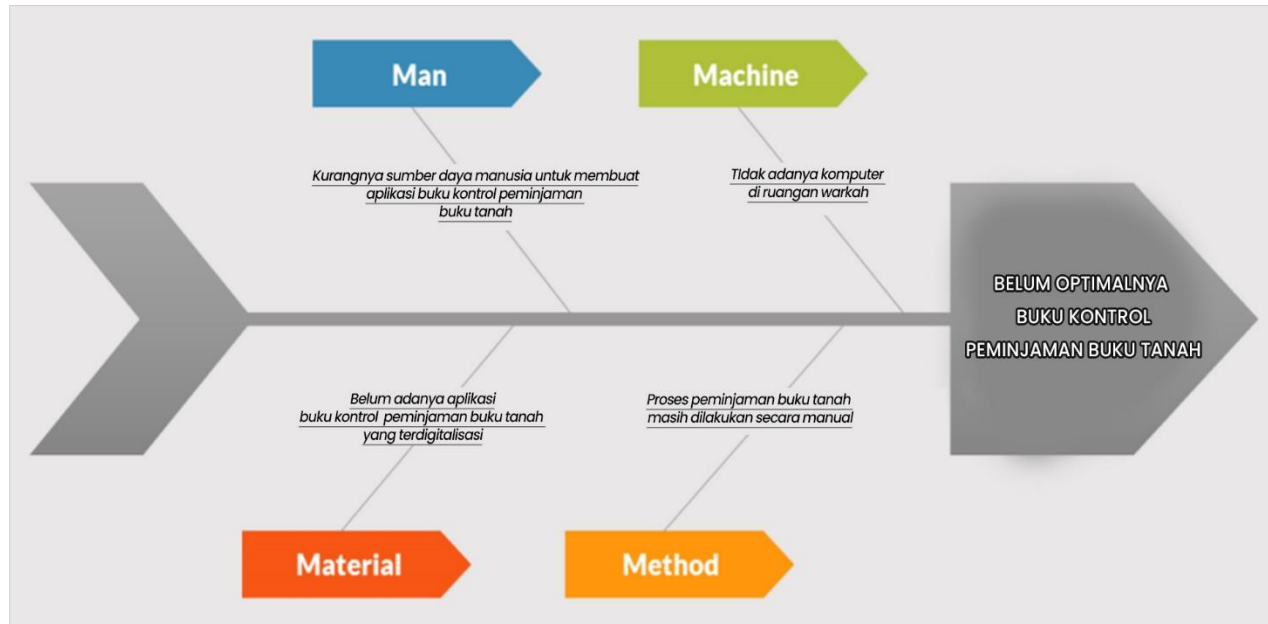 Man
Machine
Kurangnya sumber daya manusia untuk membuat
aplikasi buku kontrol peminjaman
buku tanah
TIdak adanya komputer
di ruangan warkah
BELUM OPTIMALNYA
BUKU KONTROL
PEMINJAMAN BUKU TANAH
Belum adanya aplikasi
buku kontrol peminjaman buku tanah
yang terdigitalisasi
Proses peminjaman buku tanah
masih dilakukan secara manual
Material
Method